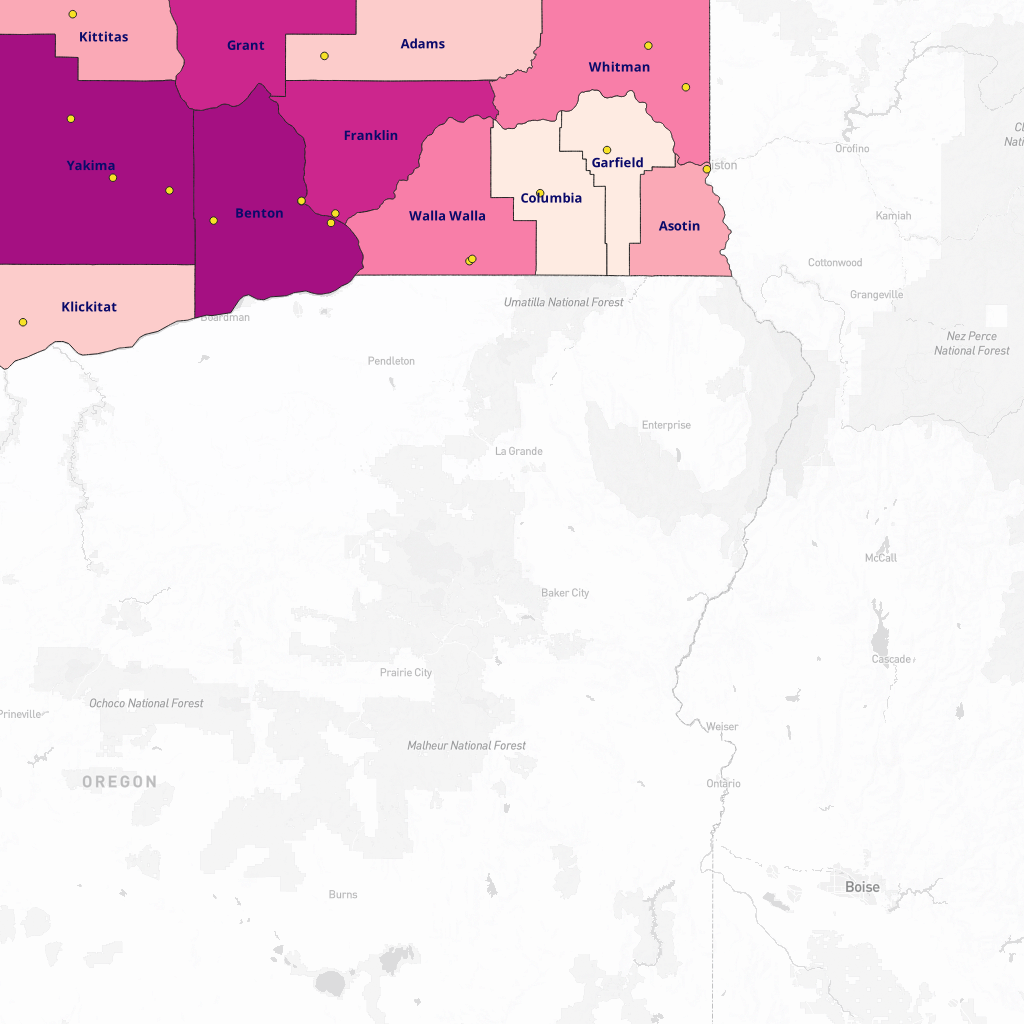 Kittitas
Grant
Adams
Whitman
Franklin
Orofino
Yakima
Garfield
iston
Columbia
Benton
Walla Walla
Asotin
Kamiah
Cottonwood
Grangeville
Umatilla National Forest
Klickitat
Boardman
Nez Perce
National Forest
Pendleton
Enterprise
La Grande
McCall
Baker City
Cascade
Prairie City
Ochoco National Forest
Prineville
Weiser
Malheur National Forest
OREGON
Ontario
Boise
Burns